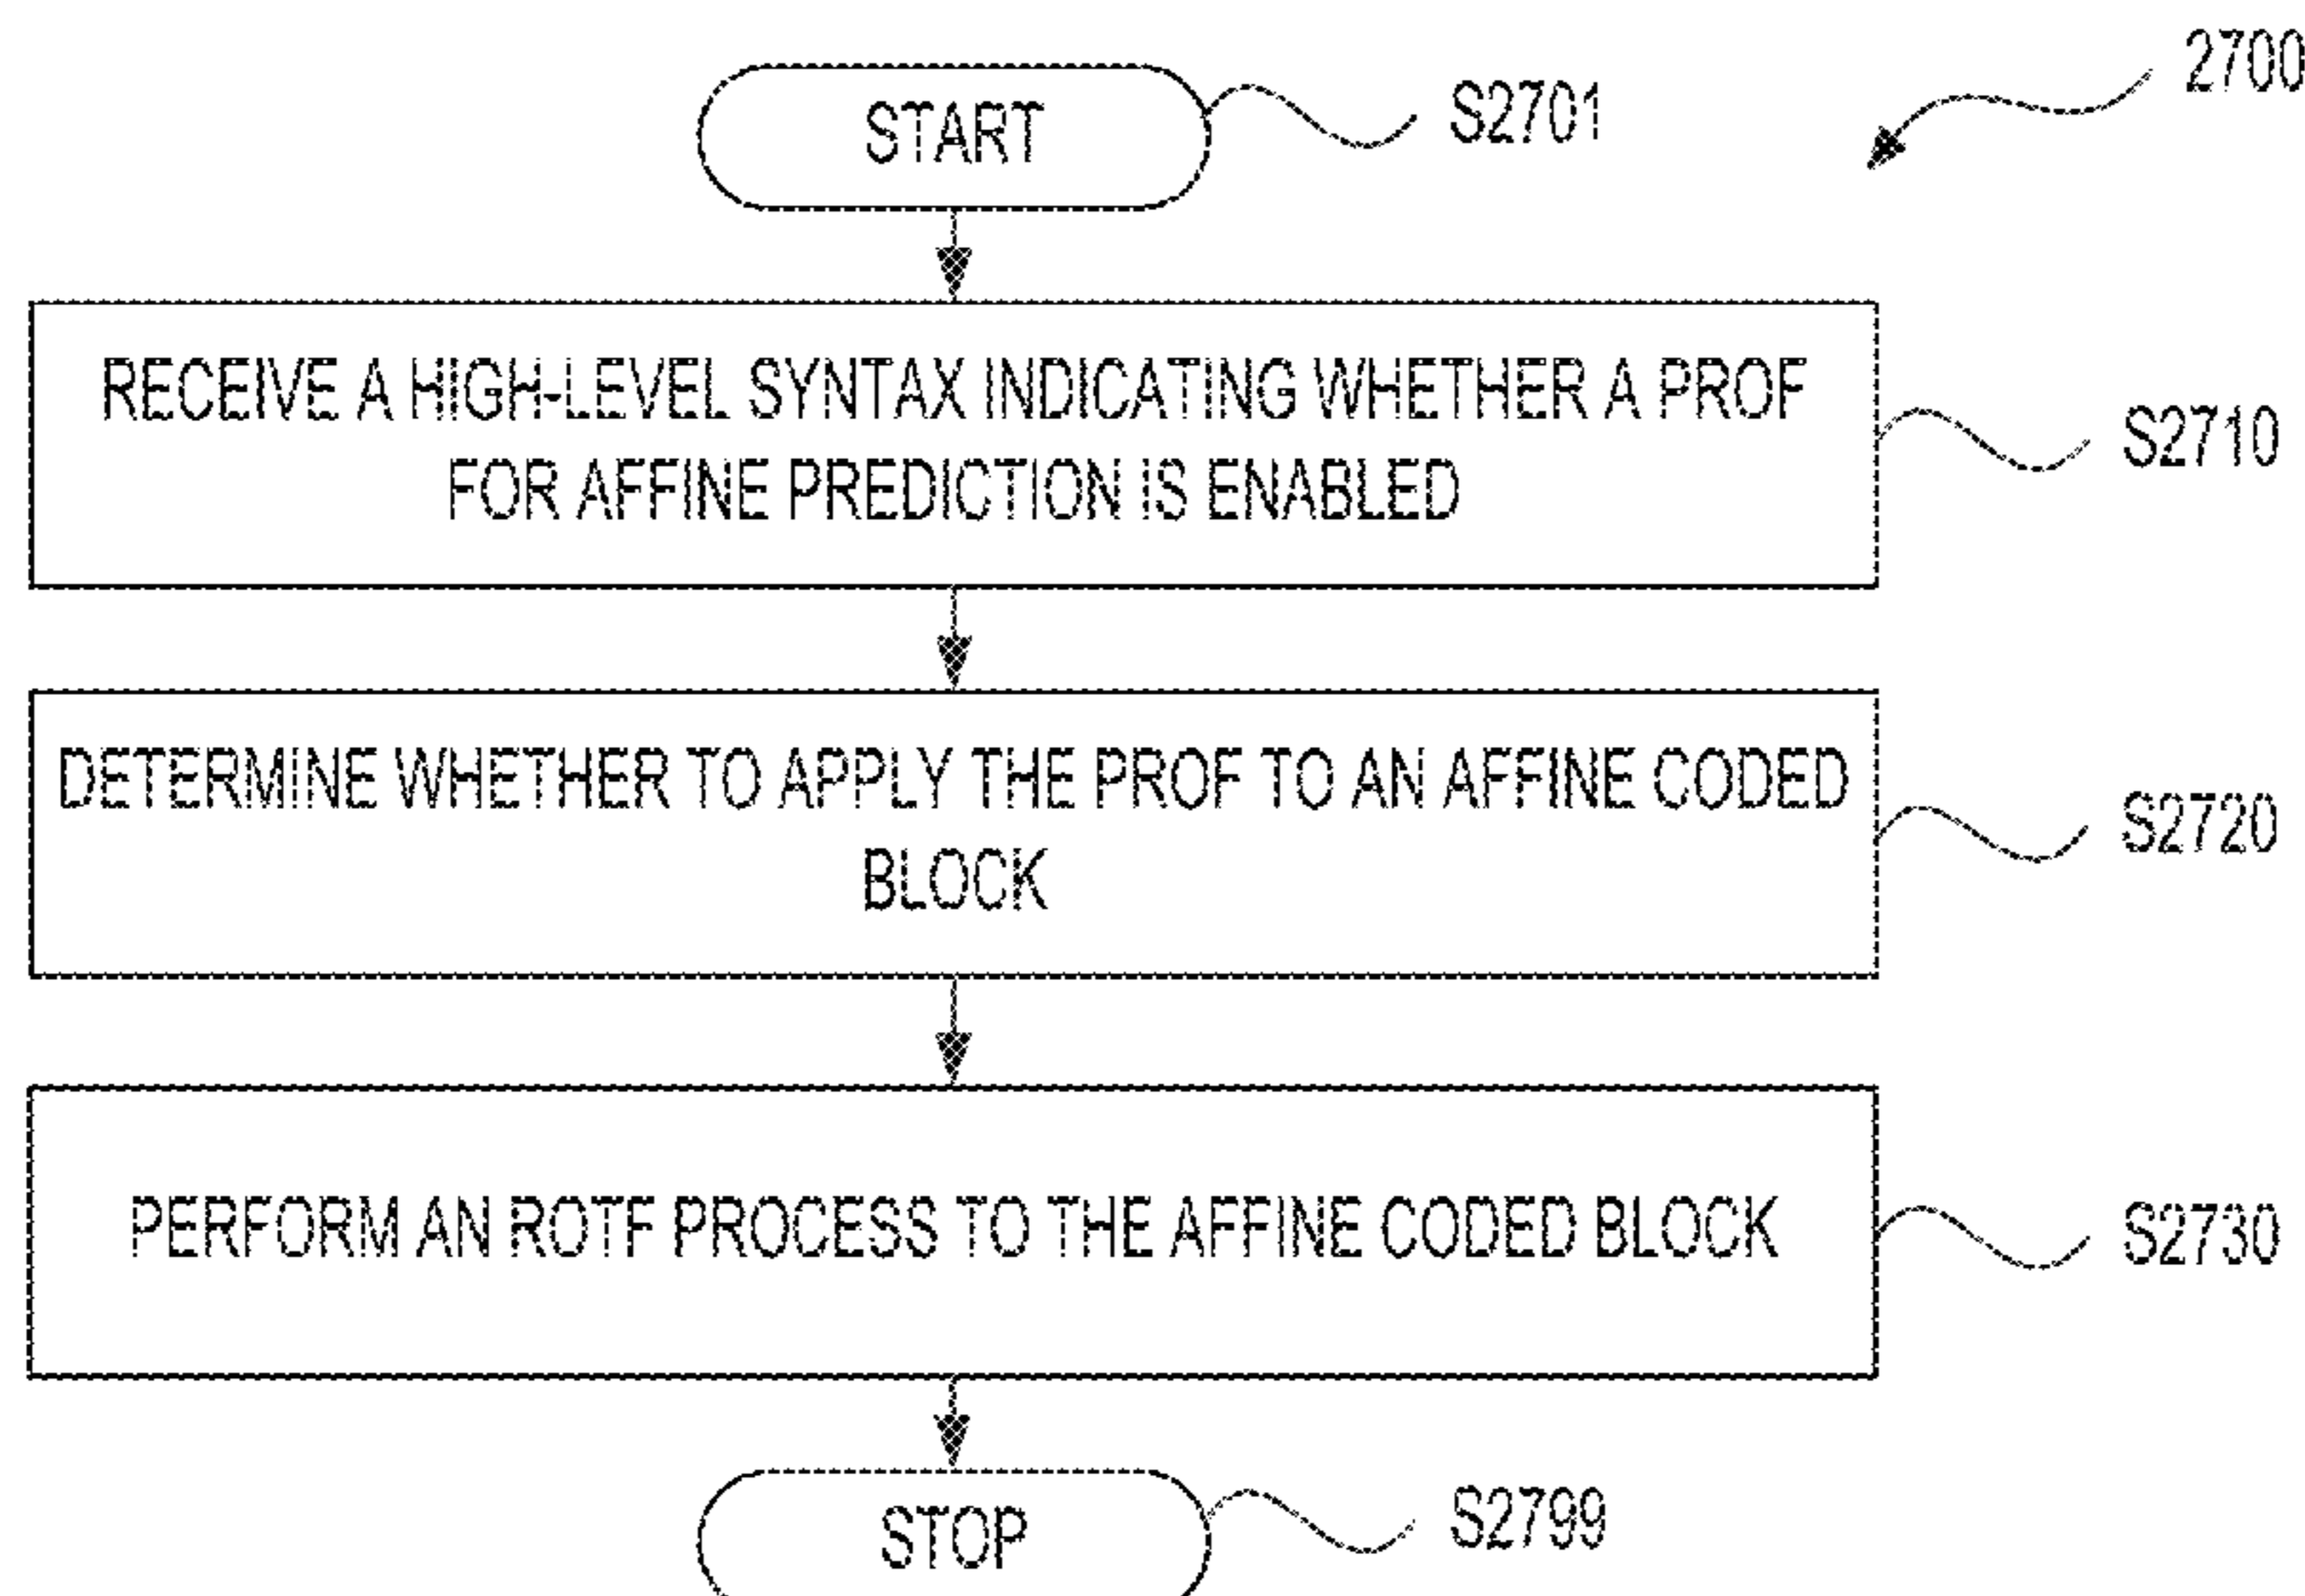 2700
START
S2701
RECEIVE A HIGH-LEVEL SYNTAX INDICATING WHETHER A PROF
FOR AFFINE PREDICTION IS ENABLED
S2710
DETERMINE WHETHER TO APPLY THE PROF TO AN AFFINE CODED
BLOCK
S2720
PERFORM AN ROTF PROCESS TO THE AFFINE CODED BLOCK
S2730
STOP
S2799